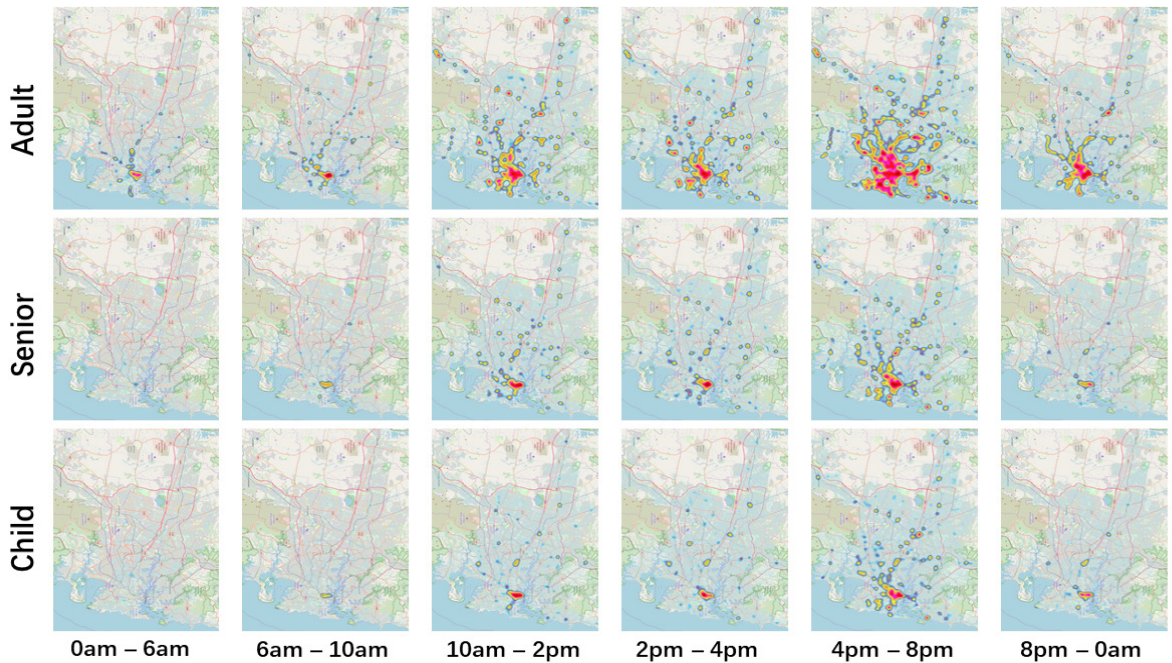 Adult
Senior
Child
0am – 6am
6am – 10am
10am – 2pm
2pm – 4pm
4pm – 8pm
8pm – 0am